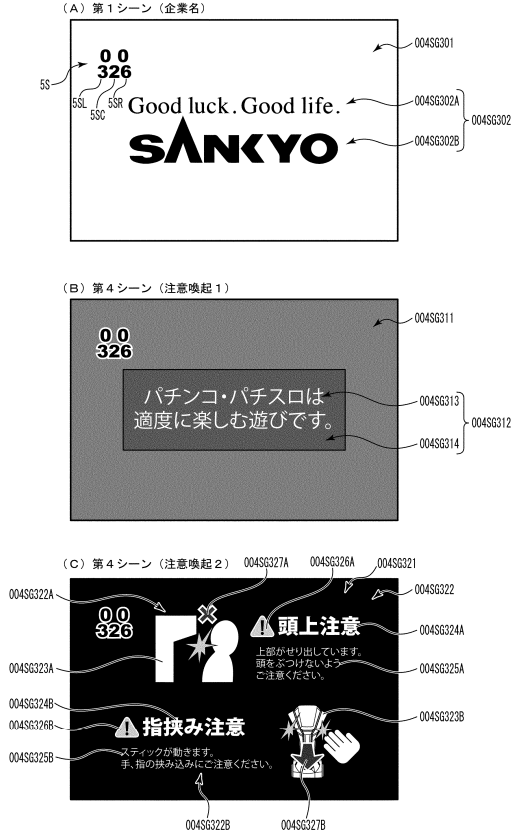 (A) 第1シーン (企業名)
00
326
5S
5SL
5SC
5SR
Good luck. Good life.
SANKYO
004SG301
004SG302A
004SG302
004SG302B
(B) 第4シーン (注意喚起1)
00
326
パチンコ・パチスロは
適度に楽しむ遊びです。
004SG311
004SG313
004SG312
004SG314
(C) 第4シーン (注意喚起2)
004SG327A
004SG326A
004SG321
004SG322
004SG322A
00
326
頭上注意
004SG324A
上部がせり出しています。
頭をぶつけないよう
ご注意ください。
004SG325A
004SG323A
004SG324B
004SG326B
指挟み注意
004SG323B
004SG325B
スティックが動きます。
手、指の挟み込みにご注意ください。
004SG322B
004SG327B